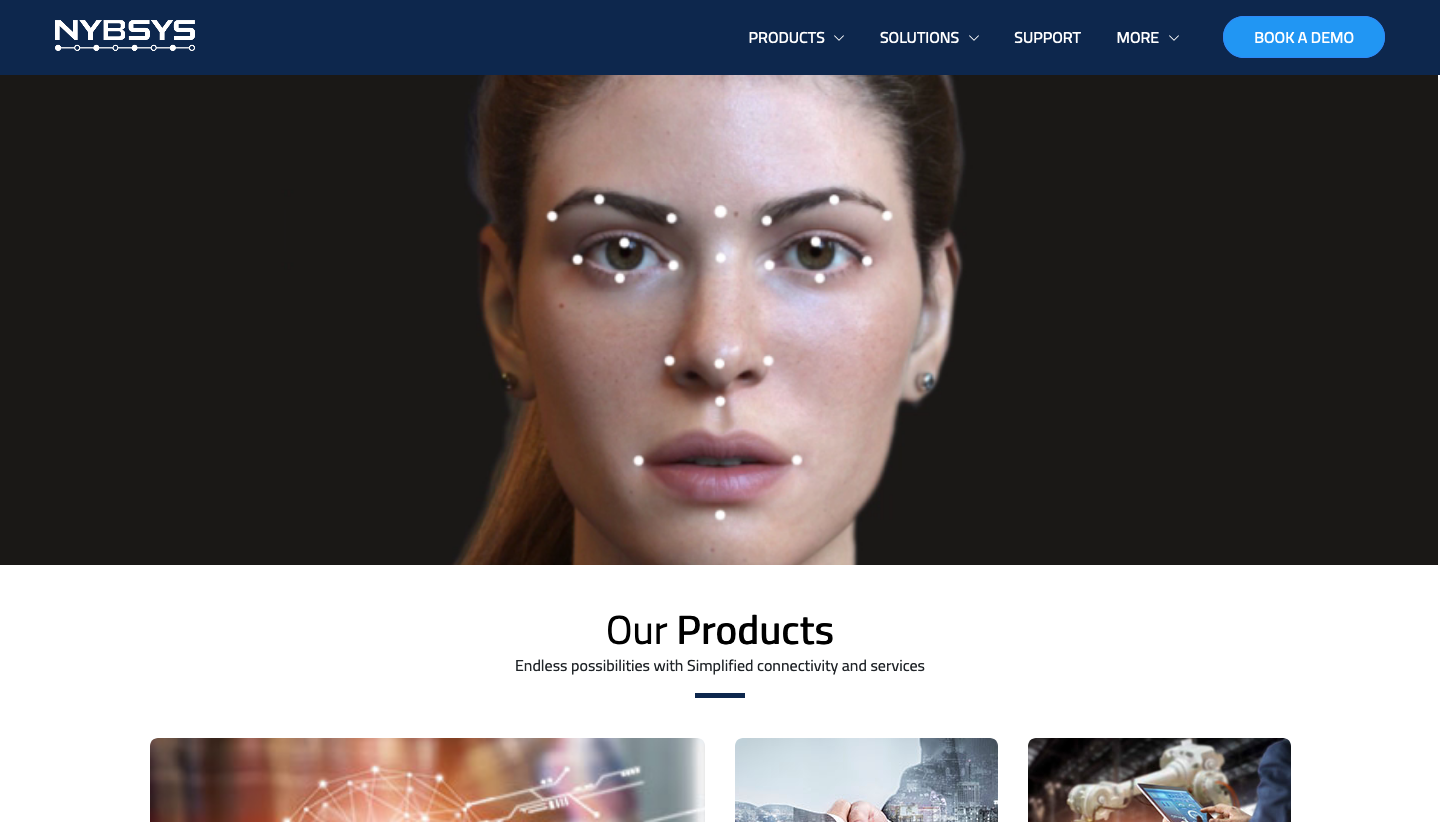 NYBSYS
PRODUCTS
SOLUTIONS
SUPPORT
MORE
BOOK A DEMO
Our Products
Endless possibilities with Simplified connectivity and services